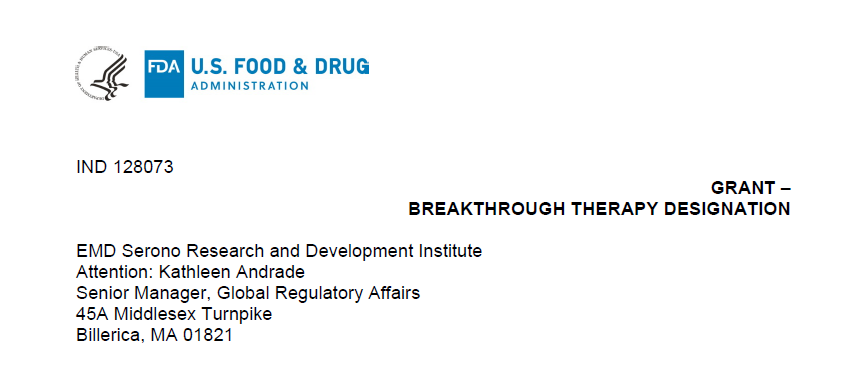 FDA U.S. FOOD & DRUG
ADMINISTRATION
IND 128073
GRANT –
BREAKTHROUGH THERAPY DESIGNATION
EMD Serono Research and Development Institute
Attention: Kathleen Andrade
Senior Manager, Global Regulatory Affairs
45A Middlesex Turnpike
Billerica, MA 01821